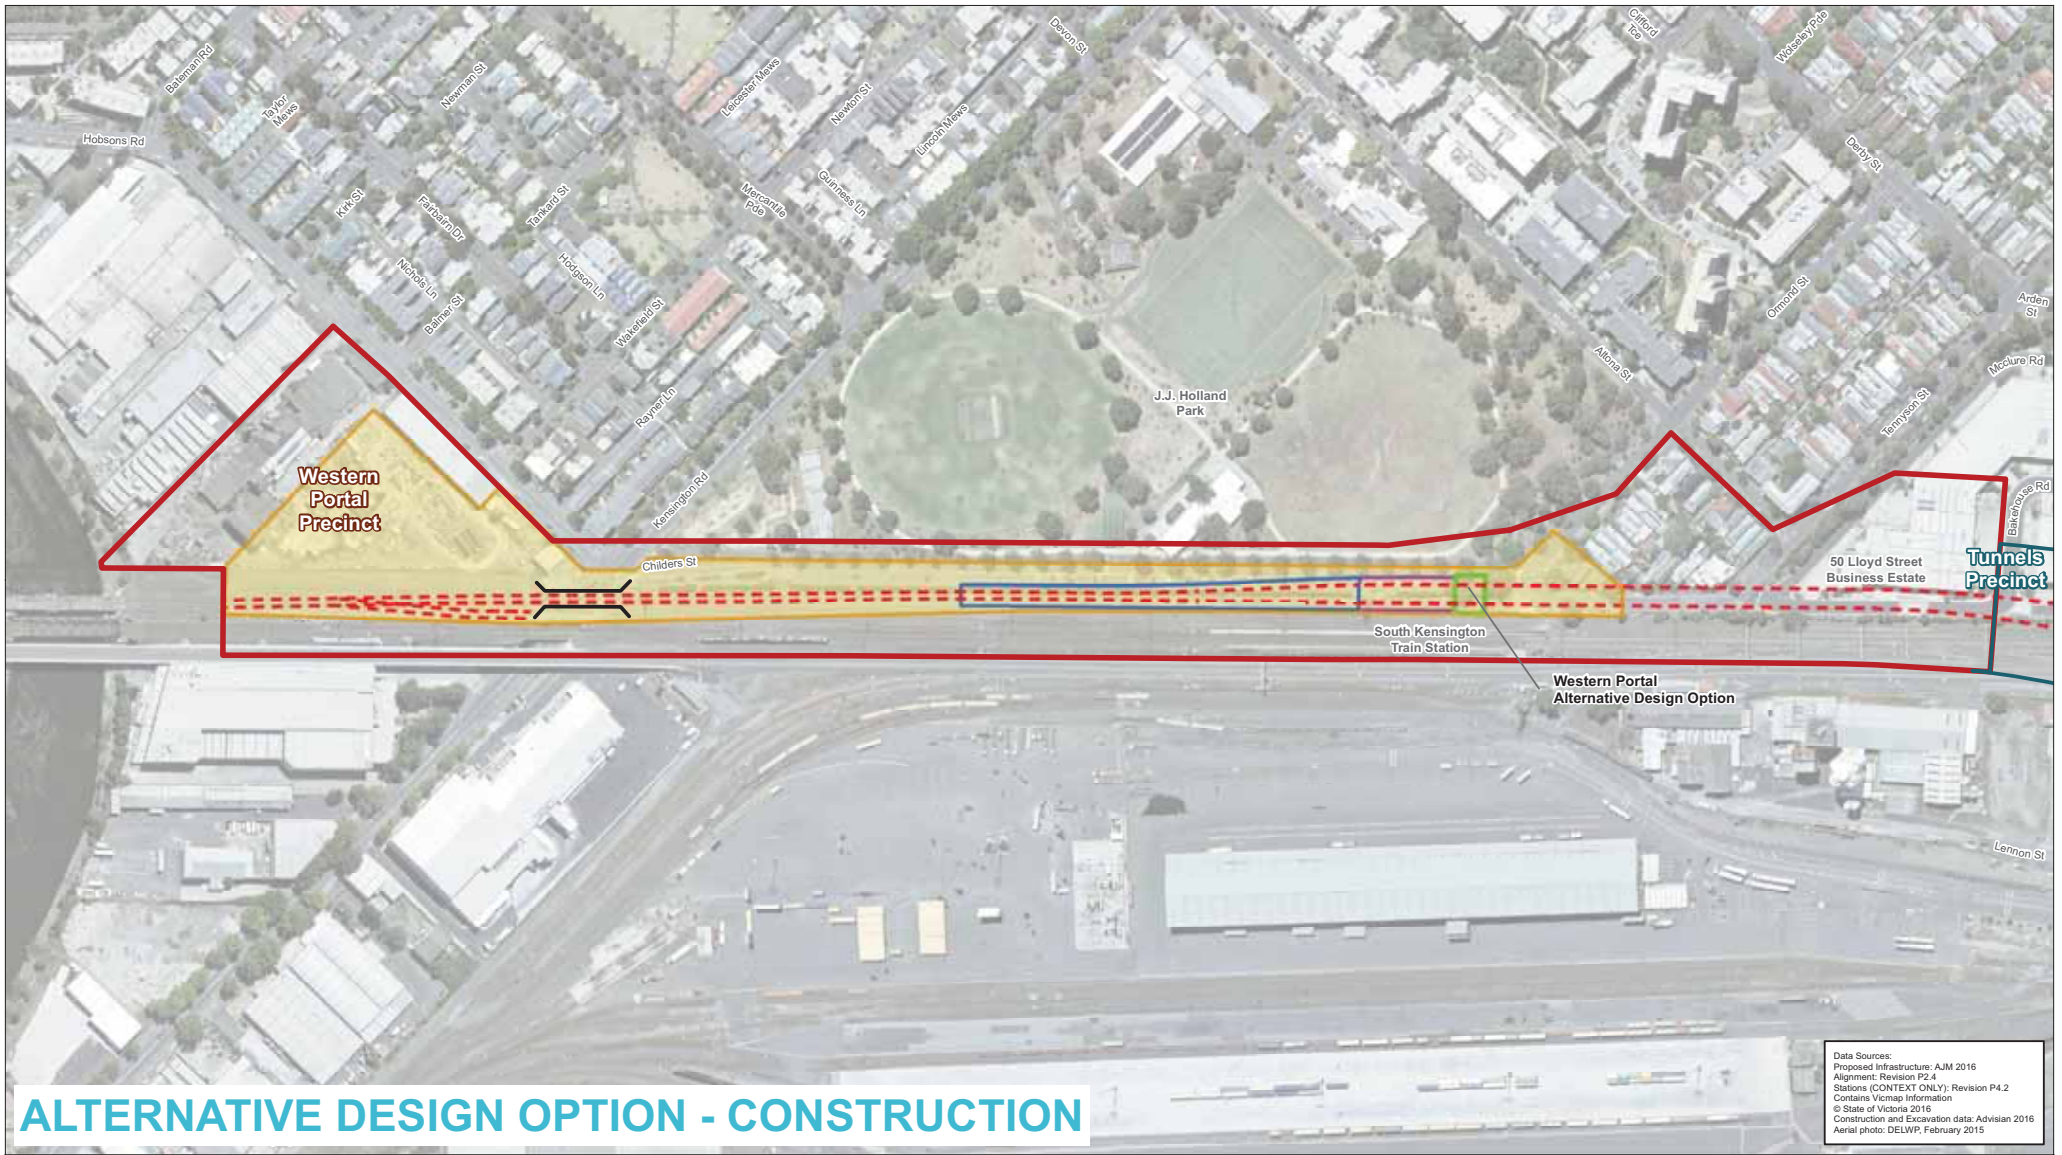 Bateman Rd
Taylor
Mews
Newman St
Leicester Mews
Newton St
Lincoln Mews
Devon St
Clifford
Tce
Wolseley Pde
Hobsons Rd
Kirk St
Fairbairn Dr
Tankard St
Mercantile
Pde
Guinness Ln
Derby St
Nichols Ln
Balmer St
Hodgson Ln
Wakefield St
Ormond St
Arden
St
Mcclure Rd
Altona St
Tennyson St
J.J. Holland
Park
Rayner Ln
Kensington Rd
Western
Portal
Precinct
Bakehouse Rd
Childers St
50 Lloyd Street
Business Estate
Tunnels
Precinct
South Kensington
Train Station
Western Portal
Alternative Design Option
Lennon St
ALTERNATIVE DESIGN OPTION - CONSTRUCTION
Data Sources:
Proposed Infrastructure: AJM 2016
Alignment: Revision P2.4
Stations (CONTEXT ONLY): Revision P4.2
Contains Vicmap Information
© State of Victoria 2016
Construction and Excavation data: Advisian 2016
Aerial photo: DELWP, February 2015